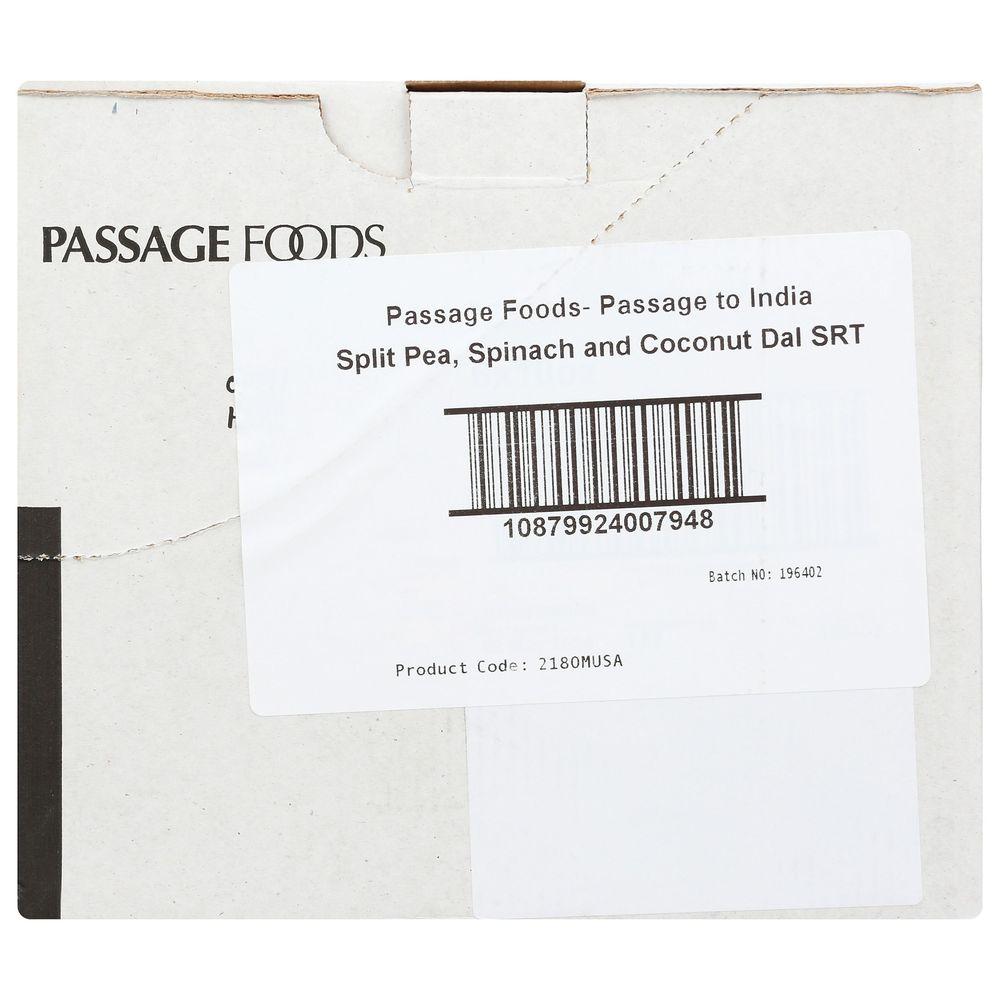 PASSAGE FOODS
Passage Foods- Passage to India
Split Pea, Spinach and Coconut Dal SRT
10879924007948
Batch NO: 196402
Product Code: 2180MUSA